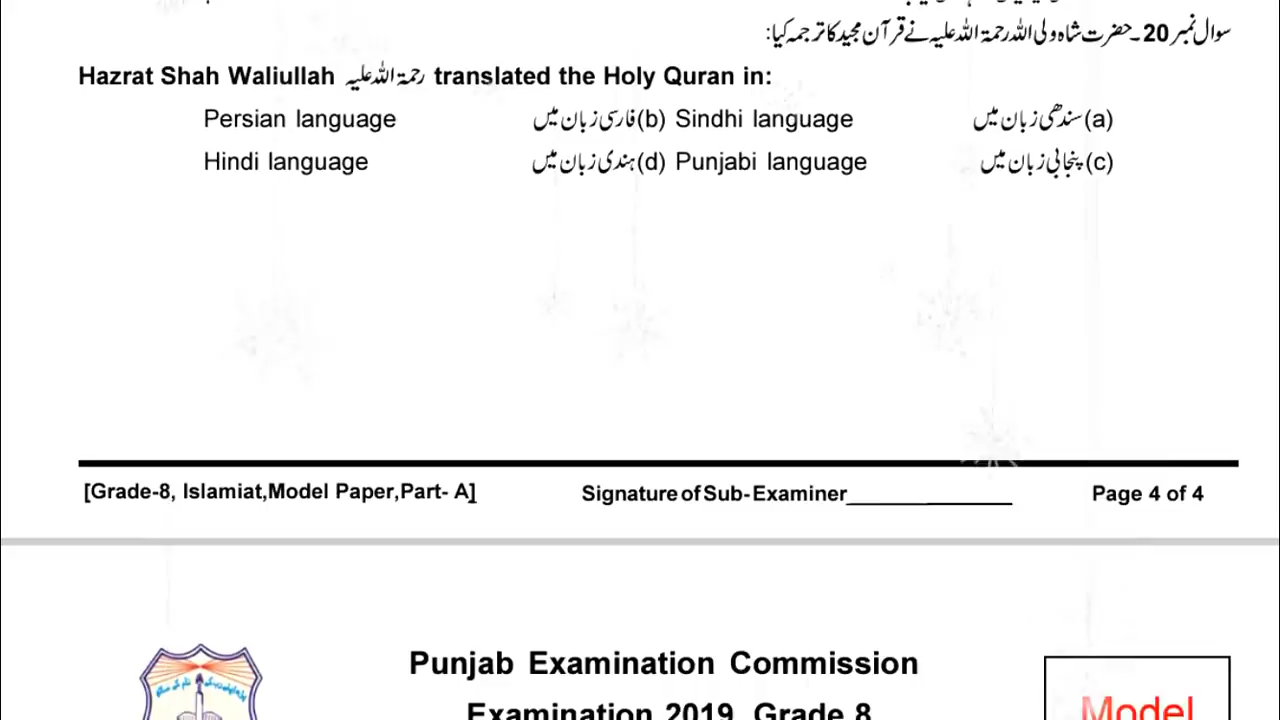 سوال نمبر 20۔ حضرت شاہ ولی اللہ رحمۃ اللہ علیہ نے قرآن مجید کا ترجمہ کیا:
Hazrat Shah Waliullah رحمۃ اللہ علیہ translated the Holy Quran in:
Persian language (b) فارسی زبان میں Sindhi language (a) سندھی زبان میں
Hindi language (d) ہندی زبان میں Punjabi language (c) پنجابی زبان میں
[Grade-8, Islamiat,Model Paper,Part- A] Signature of Sub-Examiner____________ Page 4 of 4
Punjab Examination Commission
Examination 2019, Grade 8
Model